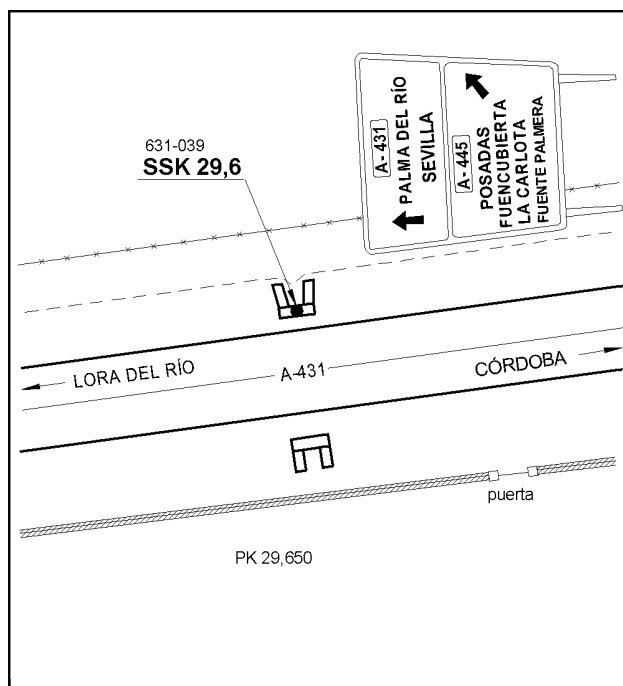 631-039
SSK 29,6
A-431
PALMA DEL RÍO
SEVILLA
A-445
POSADAS
FUENCUBIERTA
LA CARLOTA
FUENTE PALMERA
LORA DEL RÍO
A-431
CÓRDOBA
puerta
PK 29,650